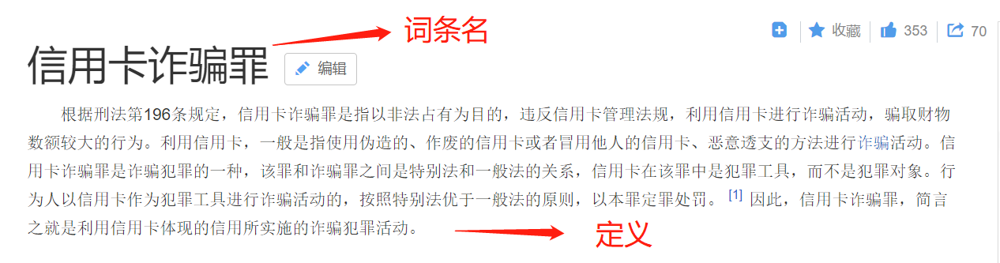 词条名
收藏 353 70
信用卡诈骗罪 编辑
根据刑法第196条规定，信用卡诈骗罪是指以非法占有为目的，违反信用卡管理法规，利用信用卡进行诈骗活动，骗取财物
数额较大的行为。利用信用卡，一般是指使用伪造的、作废的信用卡或者冒用他人的信用卡、恶意透支的方法进行诈骗活动。信
用卡诈骗罪是诈骗犯罪的一种，该罪和诈骗罪之间是特别法和一般法的关系，信用卡在该罪中是犯罪工具，而不是犯罪对象。行
为人以信用卡作为犯罪工具进行诈骗活动的，按照特别法优于一般法的原则，以本罪定罪处罚。 [1] 因此，信用卡诈骗罪，简言
之就是利用信用卡体现的信用所实施的诈骗犯罪活动。
定义